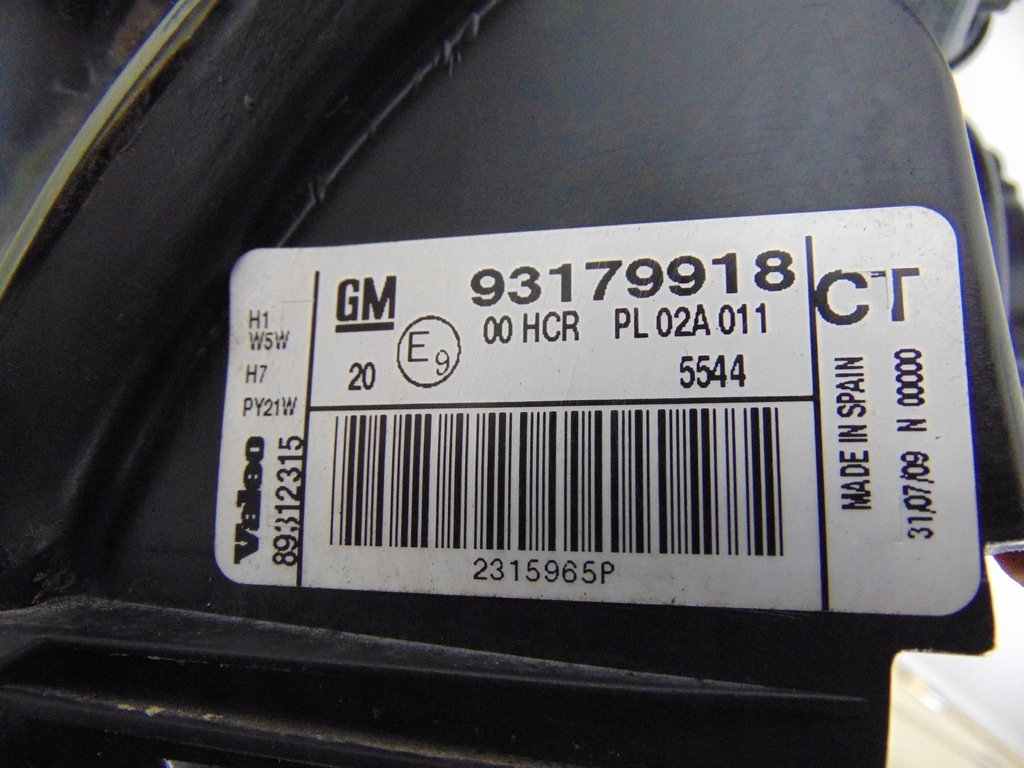 H1
W5W
H7
PY21W
Valeo
89312315
GM 93179918
E9 00 HCR PL 02A 011
20 5544
2315965P
CT
MADE IN SPAIN
31/07/09 N 00000